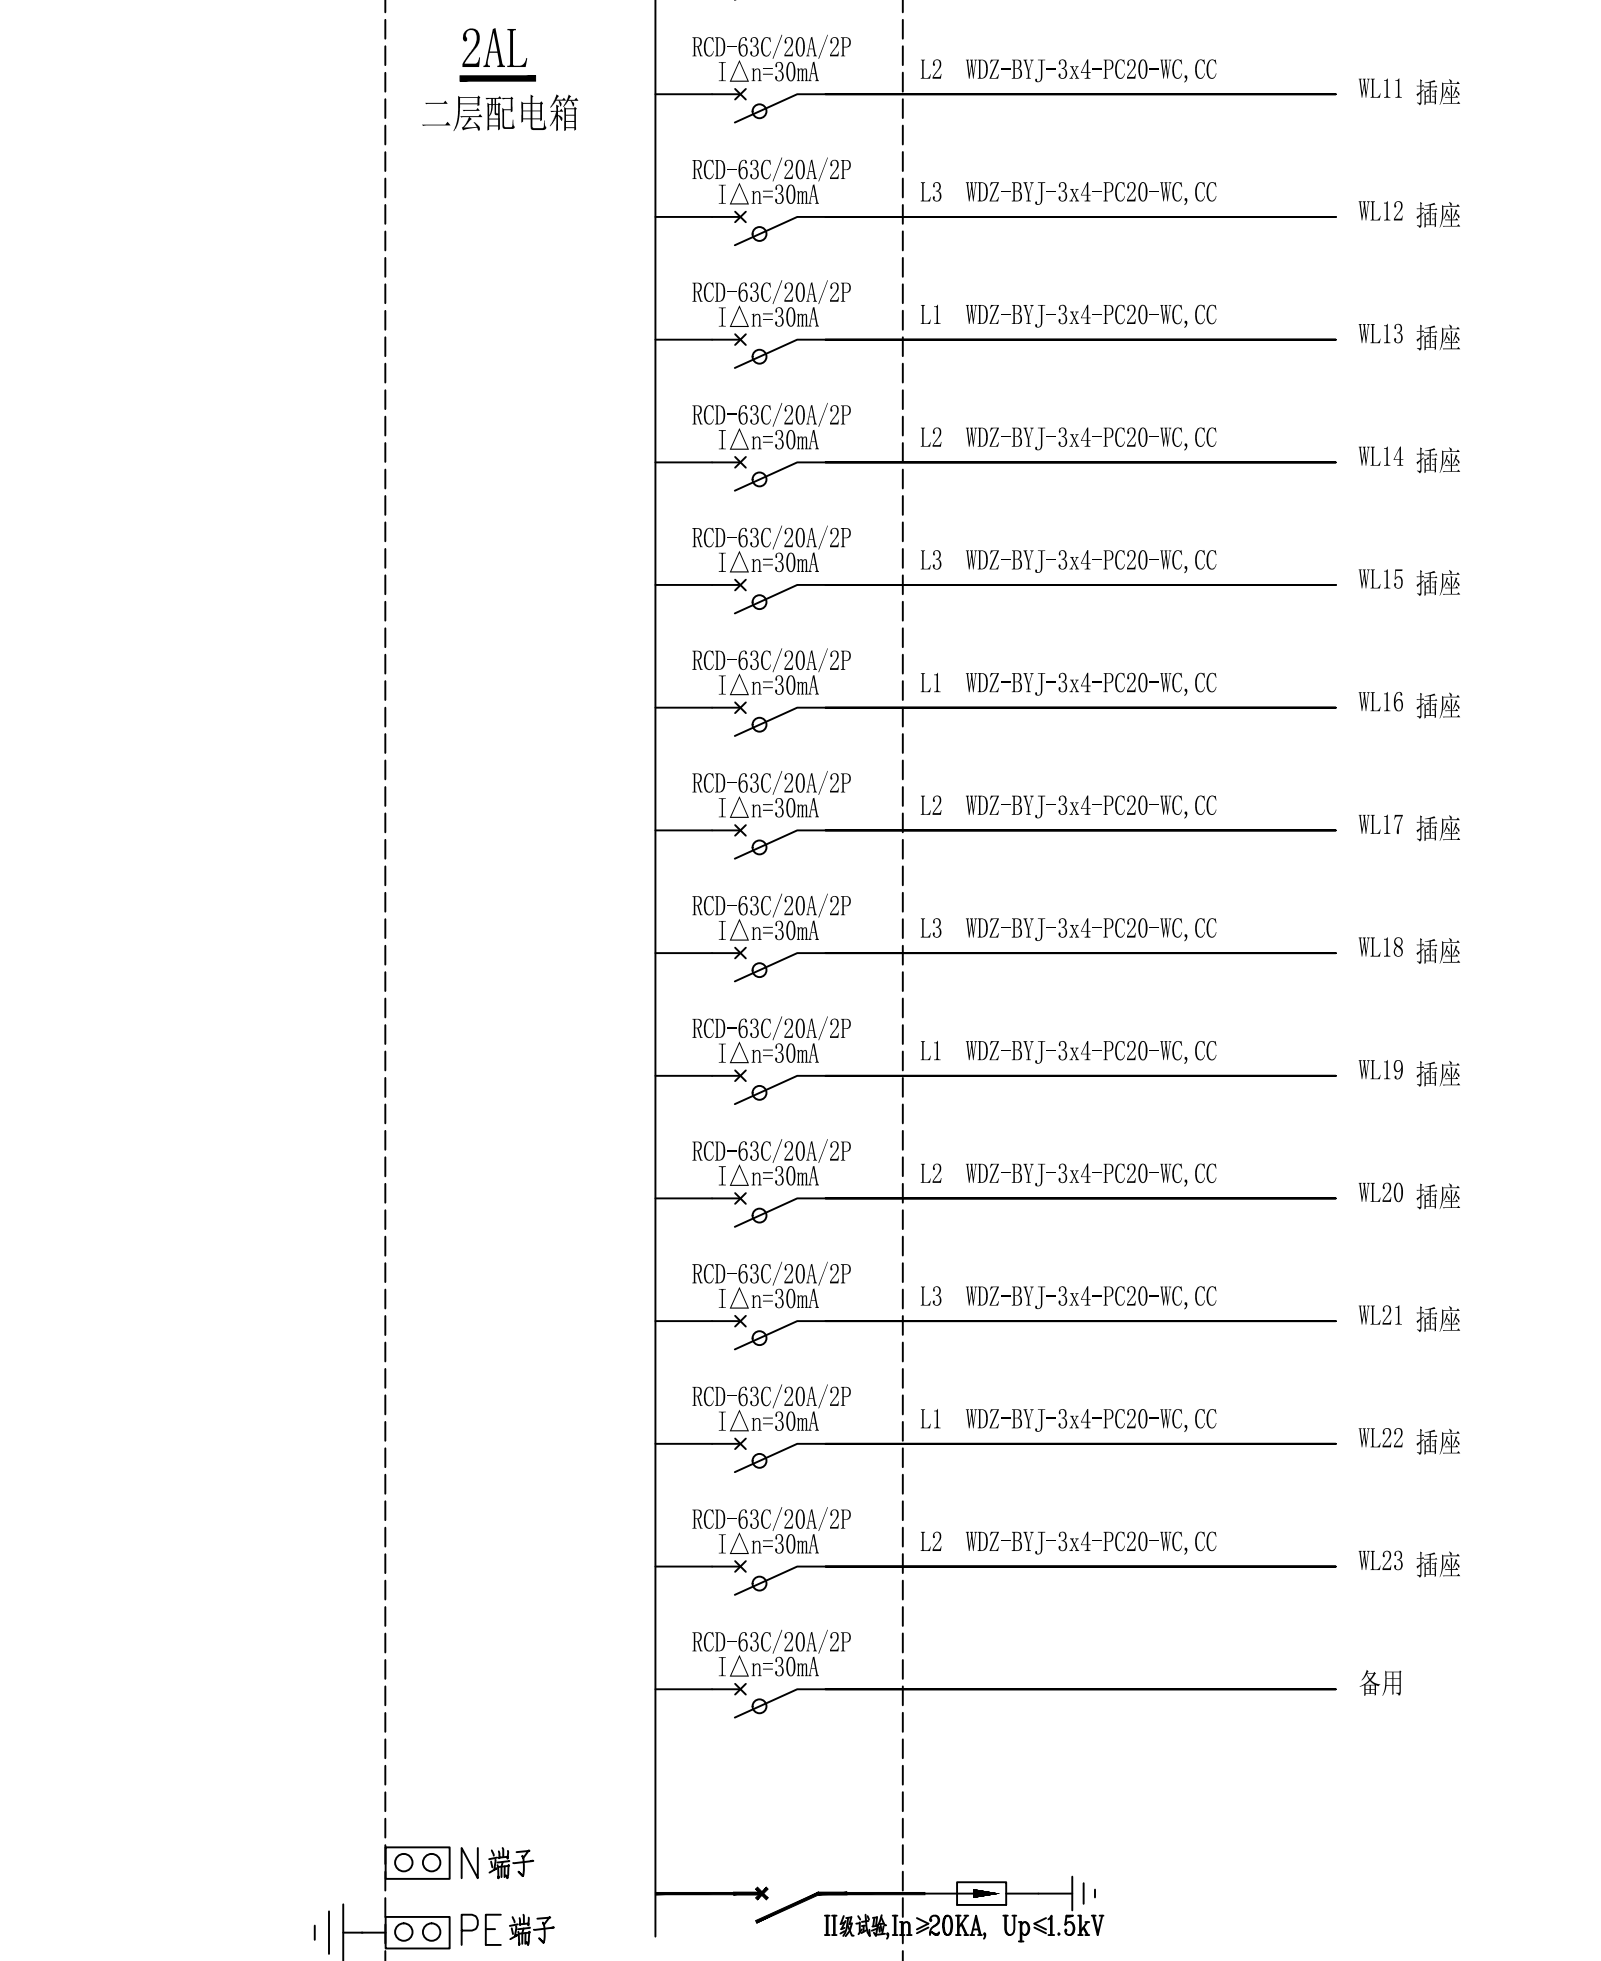 2AL
二层配电箱
RCD-63C/20A/2P
I△n=30mA
L2 WDZ-BYJ-3x4-PC20-WC,CC
WL11 插座
RCD-63C/20A/2P
I△n=30mA
L3 WDZ-BYJ-3x4-PC20-WC,CC
WL12 插座
RCD-63C/20A/2P
I△n=30mA
L1 WDZ-BYJ-3x4-PC20-WC,CC
WL13 插座
RCD-63C/20A/2P
I△n=30mA
L2 WDZ-BYJ-3x4-PC20-WC,CC
WL14 插座
RCD-63C/20A/2P
I△n=30mA
L3 WDZ-BYJ-3x4-PC20-WC,CC
WL15 插座
RCD-63C/20A/2P
I△n=30mA
L1 WDZ-BYJ-3x4-PC20-WC,CC
WL16 插座
RCD-63C/20A/2P
I△n=30mA
L2 WDZ-BYJ-3x4-PC20-WC,CC
WL17 插座
RCD-63C/20A/2P
I△n=30mA
L3 WDZ-BYJ-3x4-PC20-WC,CC
WL18 插座
RCD-63C/20A/2P
I△n=30mA
L1 WDZ-BYJ-3x4-PC20-WC,CC
WL19 插座
RCD-63C/20A/2P
I△n=30mA
L2 WDZ-BYJ-3x4-PC20-WC,CC
WL20 插座
RCD-63C/20A/2P
I△n=30mA
L3 WDZ-BYJ-3x4-PC20-WC,CC
WL21 插座
RCD-63C/20A/2P
I△n=30mA
L1 WDZ-BYJ-3x4-PC20-WC,CC
WL22 插座
RCD-63C/20A/2P
I△n=30mA
L2 WDZ-BYJ-3x4-PC20-WC,CC
WL23 插座
RCD-63C/20A/2P
I△n=30mA
备用
N 端子
PE 端子
II级试验,In≥20KA, Up≤1.5kV